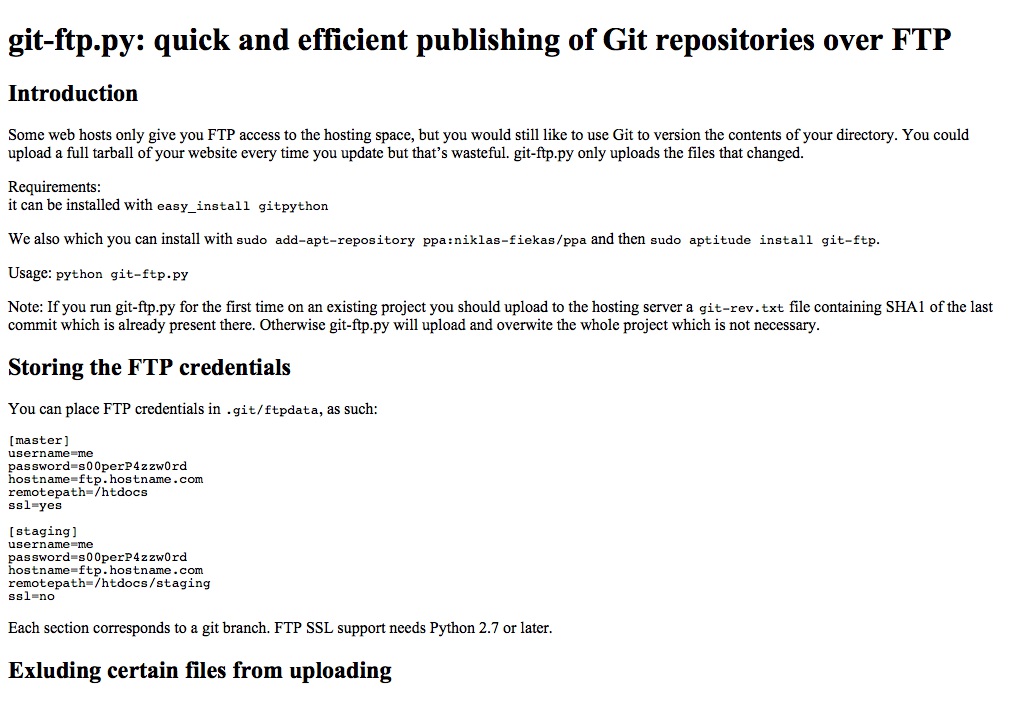 git-ftp.py: quick and efficient publishing of Git repositories over FTP
Introduction
Some web hosts only give you FTP access to the hosting space, but you would still like to use Git to version the contents of your directory. You could
upload a full tarball of your website every time you update but that’s wasteful. git-ftp.py only uploads the files that changed.
Requirements:
it can be installed with easy_install gitpython
We also which you can install with sudo add-apt-repository ppa:niklas-fiekas/ppa and then sudo aptitude install git-ftp.
Usage: python git-ftp.py
Note: If you run git-ftp.py for the first time on an existing project you should upload to the hosting server a git-rev.txt file containing SHA1 of the last
commit which is already present there. Otherwise git-ftp.py will upload and overwite the whole project which is not necessary.
Storing the FTP credentials
You can place FTP credentials in .git/ftpdata, as such:
[master]
username=me
password=s00perP4zzw0rd
hostname=ftp.hostname.com
remotepath=/htdocs
ssl=yes
[staging]
username=me
password=s00perP4zzw0rd
hostname=ftp.hostname.com
remotepath=/htdocs/staging
ssl=no
Each section corresponds to a git branch. FTP SSL support needs Python 2.7 or later.
Exluding certain files from uploading